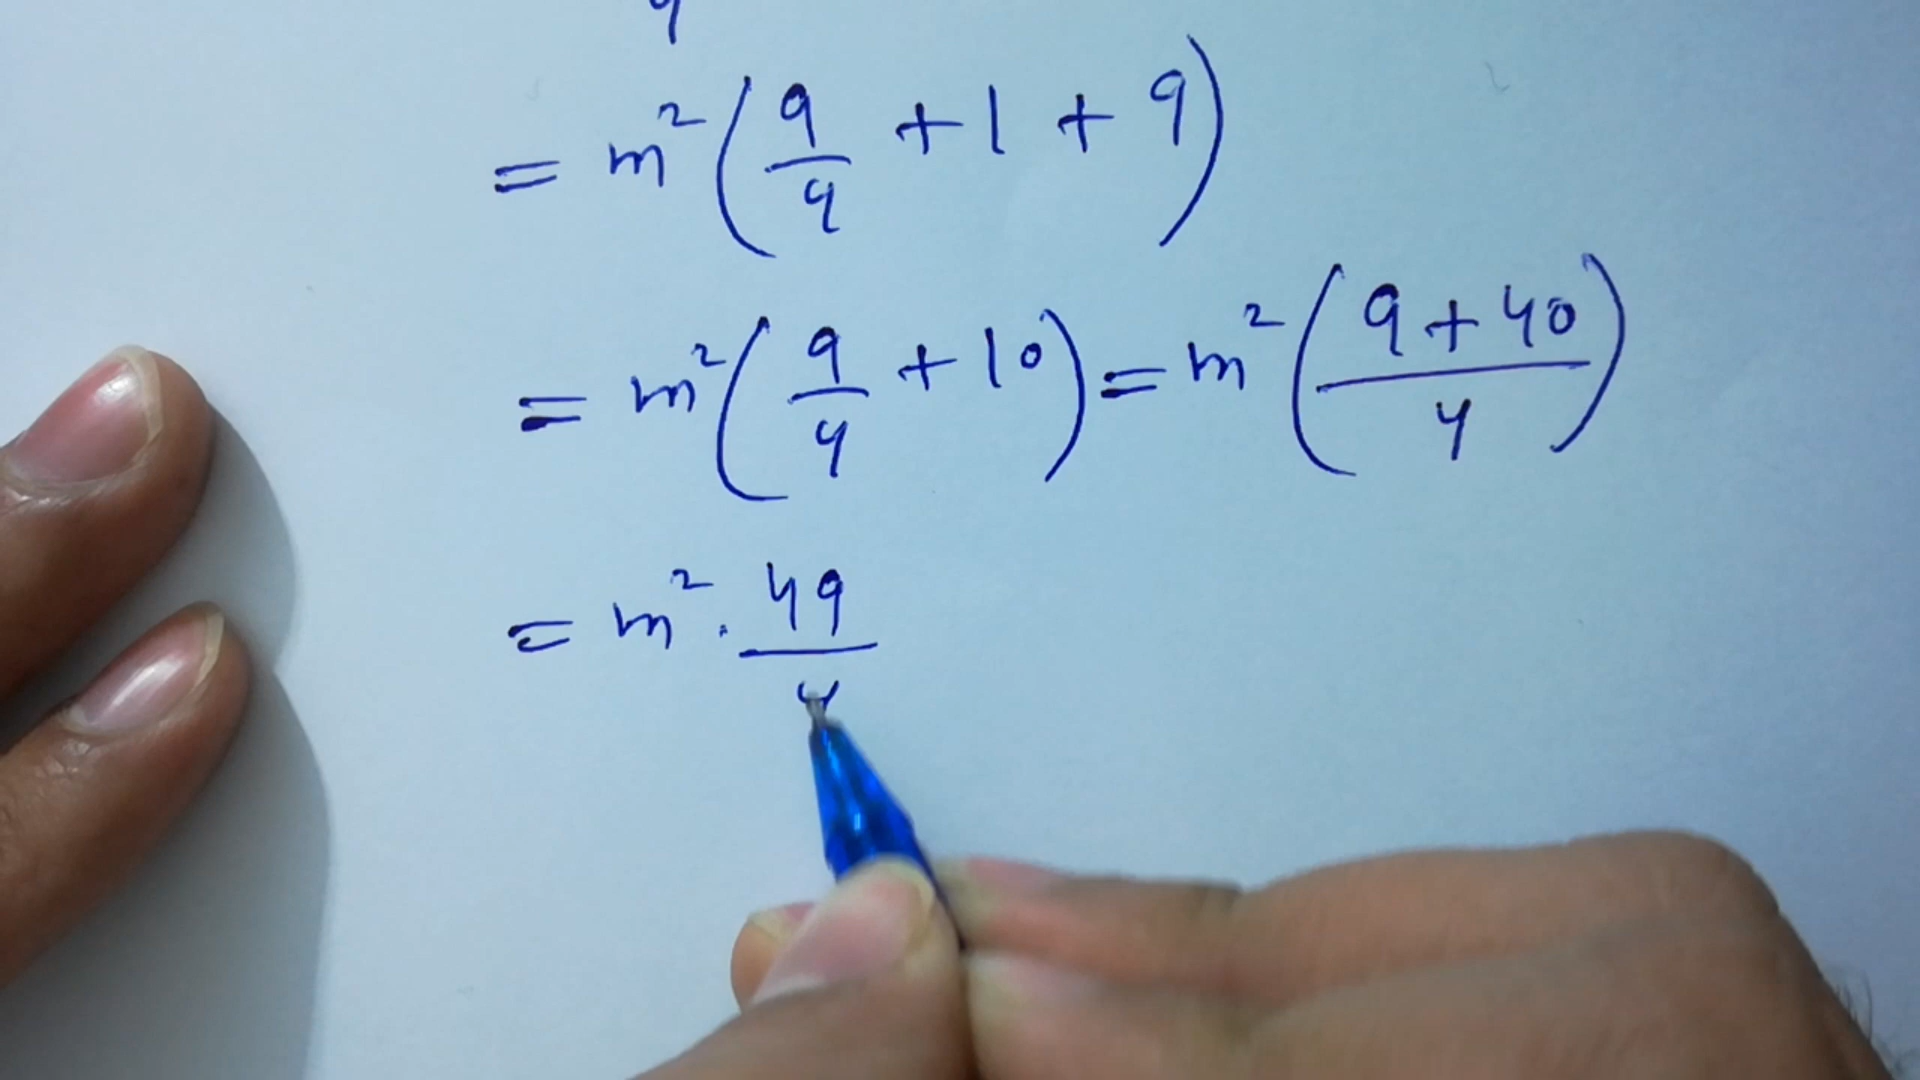 = m²(9/4 + 1 + 9)
= m²(9/4 + 10) = m²((9 + 40)/4)
= m² · 49/4